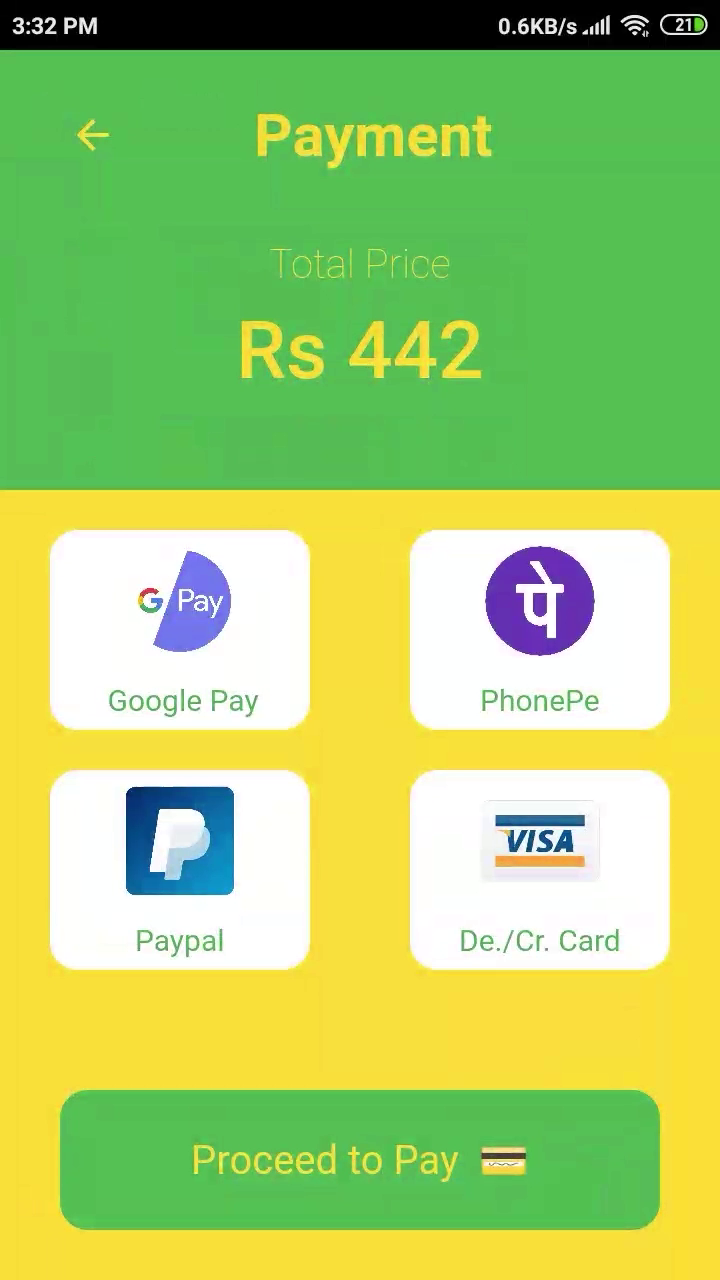 3:32 PM 0.6KB/s 21
Payment
Total Price
Rs 442
G Pay
पे
Google Pay
PhonePe
P
VISA
Paypal
De./Cr. Card
Proceed to Pay